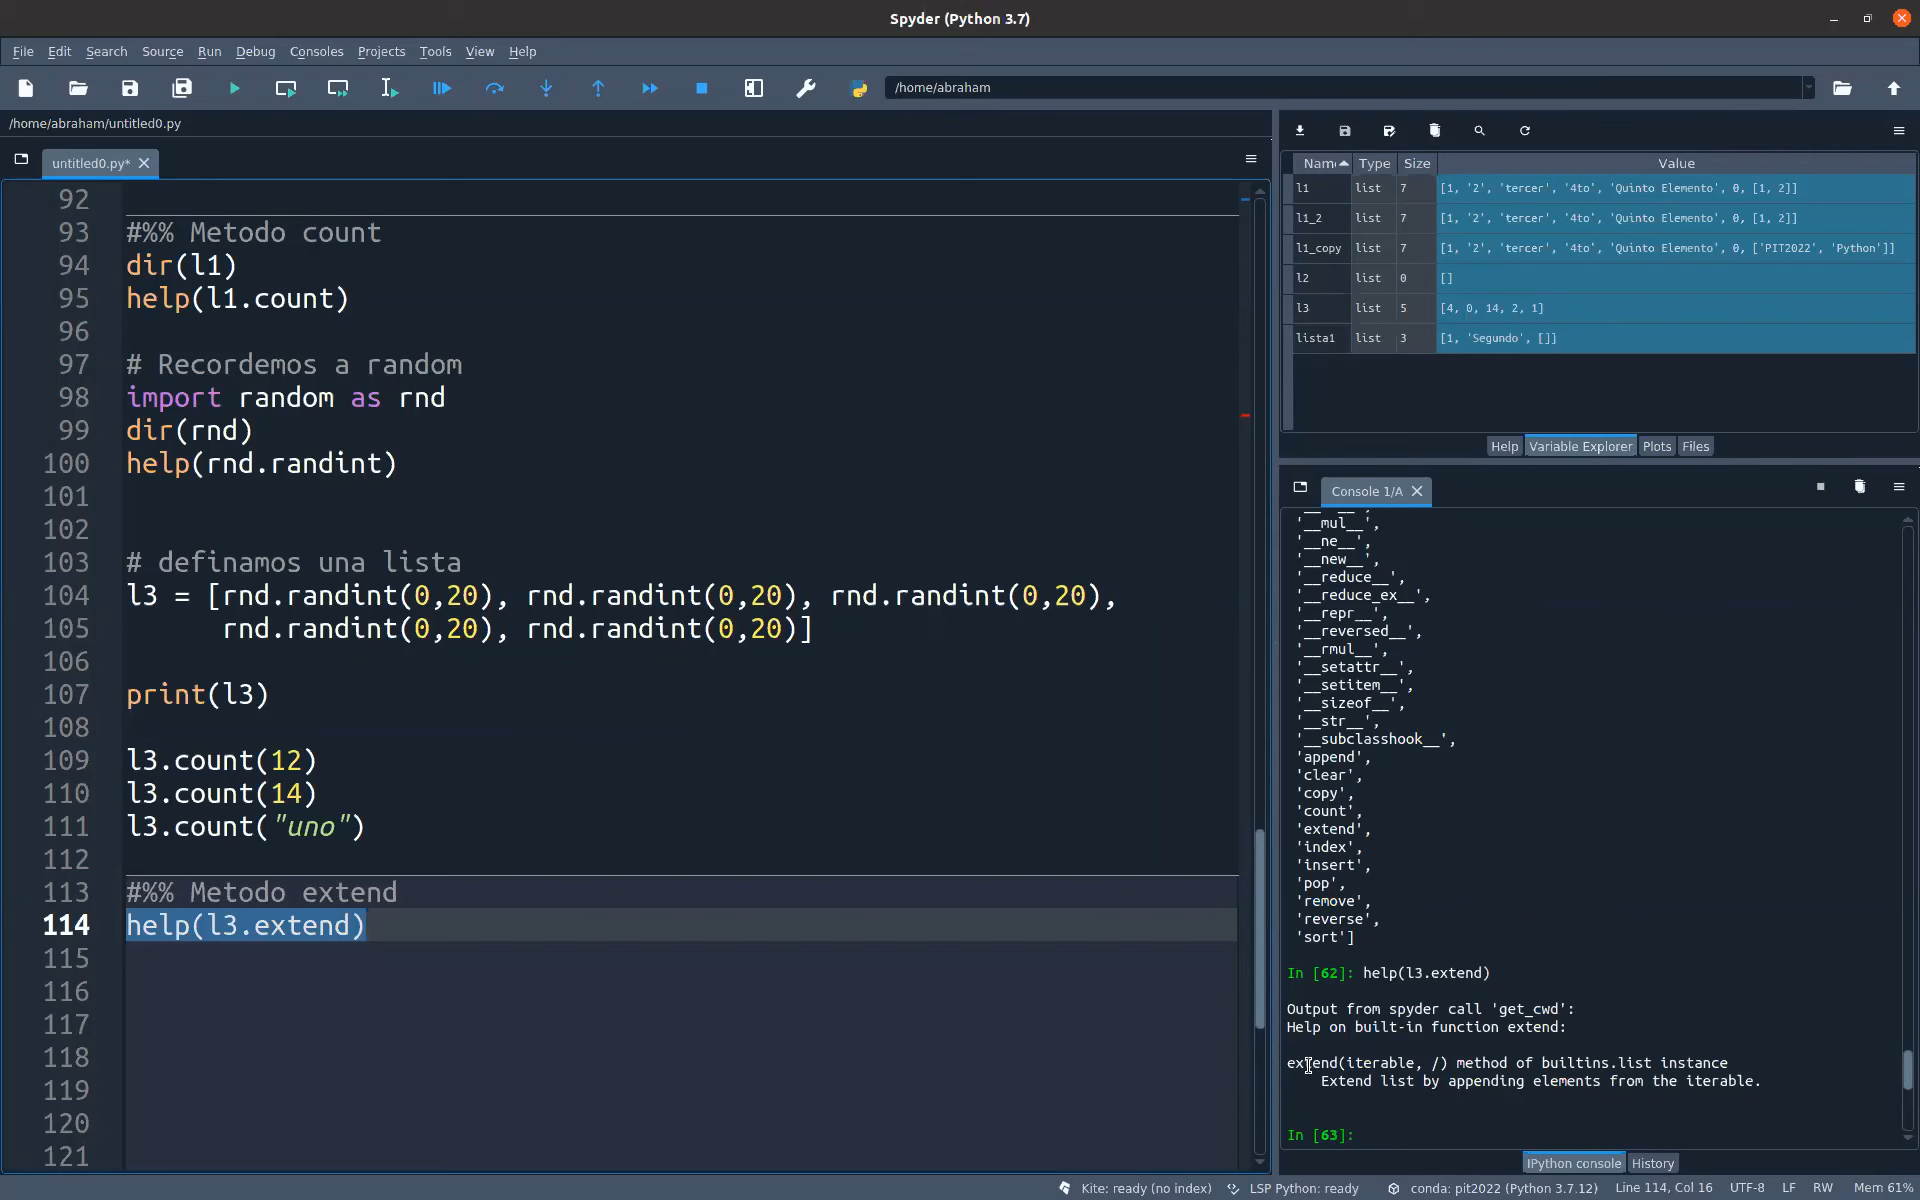 Spyder (Python 3.7)
File Edit Search Source Run Debug Consoles Projects Tools View Help
/home/abraham
/home/abraham/untitled0.py
untitled0.py*
92
93 #%% Metodo count
94 dir(l1)
95 help(l1.count)
96
97 # Recordemos a random
98 import random as rnd
99 dir(rnd)
100 help(rnd.randint)
101
102
103 # definamos una lista
104 l3 = [rnd.randint(0,20), rnd.randint(0,20), rnd.randint(0,20),
105 rnd.randint(0,20), rnd.randint(0,20)]
106
107 print(l3)
108
109 l3.count(12)
110 l3.count(14)
111 l3.count("uno")
112
113 #%% Metodo extend
114 help(l3.extend)
115
116
117
118
119
120
121
Name Type Size Value
l1 list 7 [1, '2', 'tercer', '4to', 'Quinto Elemento', 0, [1, 2]]
l1_2 list 7 [1, '2', 'tercer', '4to', 'Quinto Elemento', 0, [1, 2]]
l1_copy list 7 [1, '2', 'tercer', '4to', 'Quinto Elemento', 0, ['PIT2022', 'Python']]
l2 list 0 []
l3 list 5 [4, 0, 14, 2, 1]
lista1 list 3 [1, 'Segundo', []]
Help Variable Explorer Plots Files
Console 1/A
'__mul__',
'__ne__',
'__new__',
'__reduce__',
'__reduce_ex__',
'__repr__',
'__reversed__',
'__rmul__',
'__setattr__',
'__setitem__',
'__sizeof__',
'__str__',
'__subclasshook__',
'append',
'clear',
'copy',
'count',
'extend',
'index',
'insert',
'pop',
'remove',
'reverse',
'sort']
In [62]: help(l3.extend)
Output from spyder call 'get_cwd':
Help on built-in function extend:
extend(iterable, /) method of builtins.list instance
Extend list by appending elements from the iterable.
In [63]:
IPython console History
Kite: ready (no index) LSP Python: ready conda: pit2022 (Python 3.7.12) Line 114, Col 16 UTF-8 LF RW Mem 61%